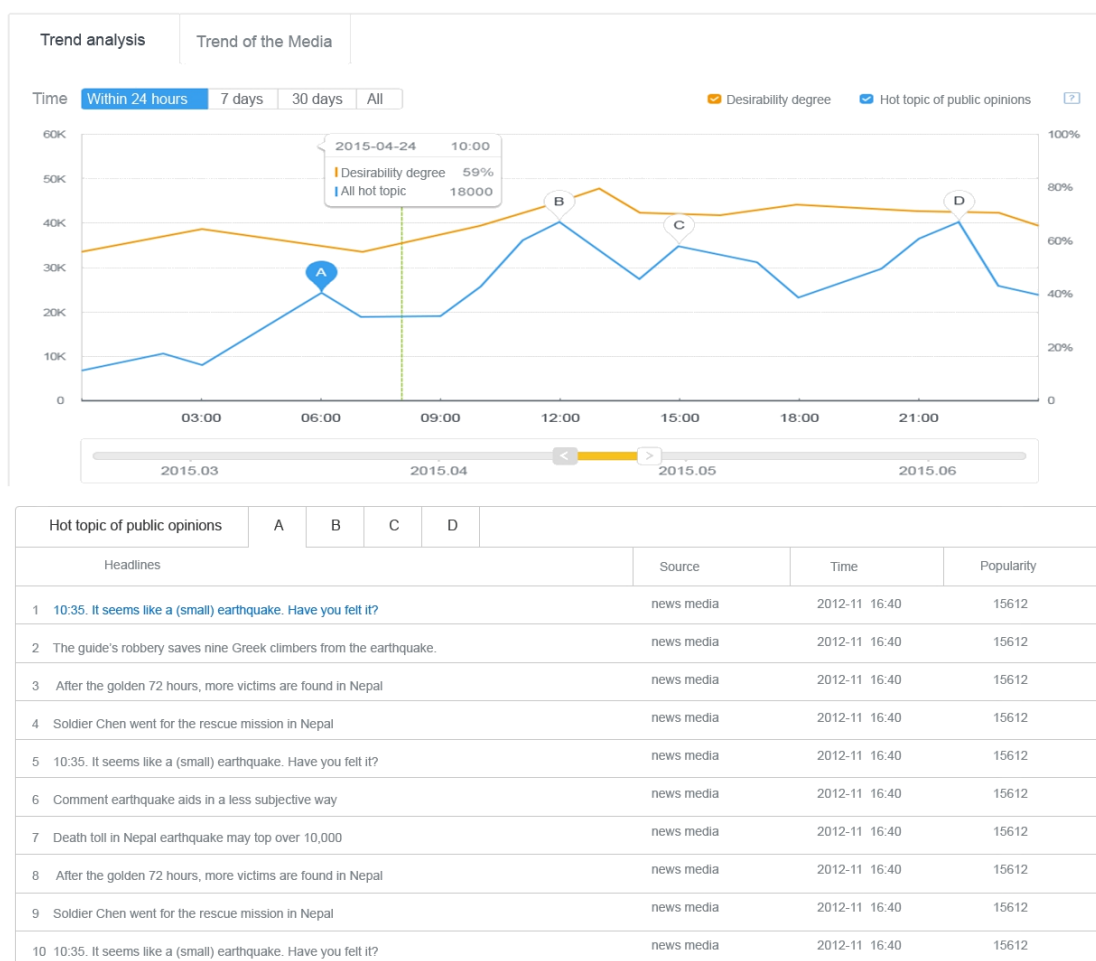 Trend analysis
Trend of the Media
Time Within 24 hours 7 days 30 days All
Desirability degree Hot topic of public opinions ?
60K 100%
2015-04-24 10:00
Desirability degree 59%
All hot topic 18000
50K 80%
B D
C
40K 60%
A
30K 40%
20K 20%
10K
0 0
03:00 06:00 09:00 12:00 15:00 18:00 21:00
< >
2015.03 2015.04 2015.05 2015.06
Hot topic of public opinions A B C D
Headlines Source Time Popularity
1 10:35. It seems like a (small) earthquake. Have you felt it? news media 2012-11 16:40 15612
2 The guide's robbery saves nine Greek climbers from the earthquake. news media 2012-11 16:40 15612
3 After the golden 72 hours, more victims are found in Nepal news media 2012-11 16:40 15612
4 Soldier Chen went for the rescue mission in Nepal news media 2012-11 16:40 15612
5 10:35. It seems like a (small) earthquake. Have you felt it? news media 2012-11 16:40 15612
6 Comment earthquake aids in a less subjective way news media 2012-11 16:40 15612
7 Death toll in Nepal earthquake may top over 10,000 news media 2012-11 16:40 15612
8 After the golden 72 hours, more victims are found in Nepal news media 2012-11 16:40 15612
9 Soldier Chen went for the rescue mission in Nepal news media 2012-11 16:40 15612
10 10:35. It seems like a (small) earthquake. Have you felt it? news media 2012-11 16:40 15612